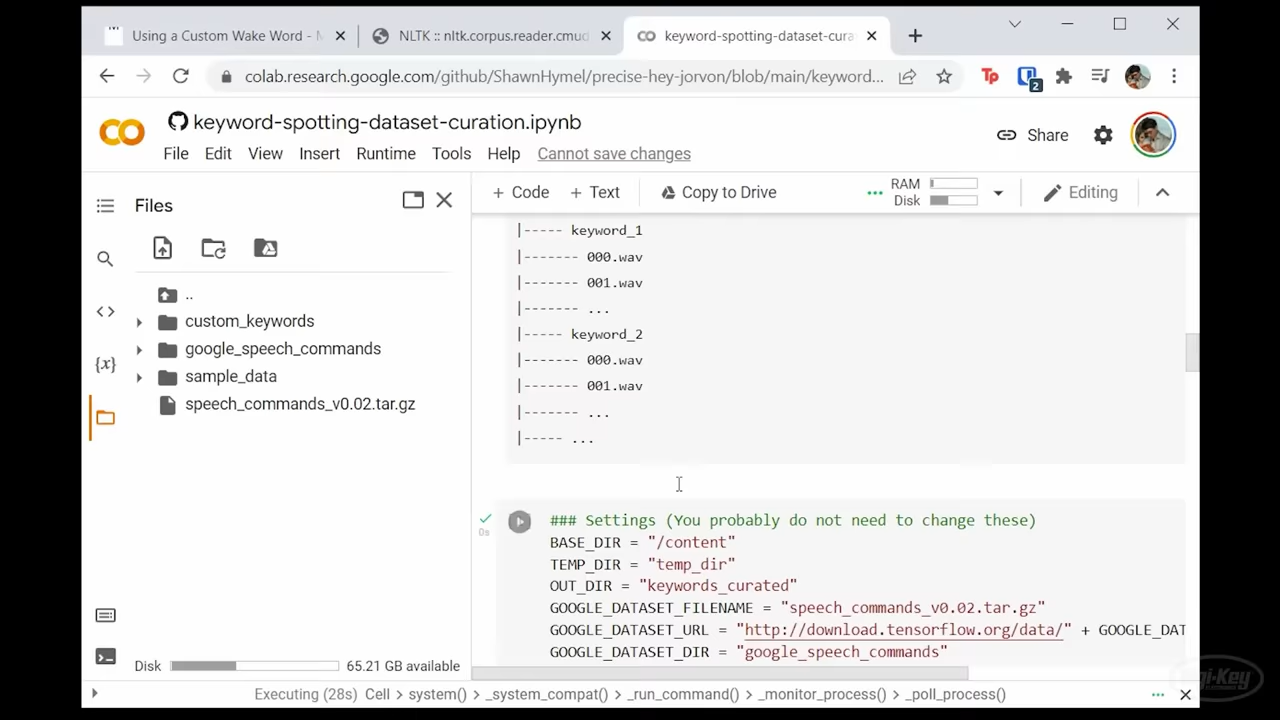 Using a Custom Wake Word - M
NLTK :: nltk.corpus.reader.cmud
keyword-spotting-dataset-cura
colab.research.google.com/github/ShawnHymel/precise-hey-jorvon/blob/main/keyword...
Tp
2
keyword-spotting-dataset-curation.ipynb
File Edit View Insert Runtime Tools Help Cannot save changes
Share
Files
+ Code + Text Copy to Drive
RAM
Disk
Editing
..
custom_keywords
google_speech_commands
sample_data
speech_commands_v0.02.tar.gz
{x}
Disk 65.21 GB available
|----- keyword_1
|------- 000.wav
|------- 001.wav
|------- ...
|----- keyword_2
|------- 000.wav
|------- 001.wav
|------- ...
|----- ...
0s
### Settings (You probably do not need to change these)
BASE_DIR = "/content"
TEMP_DIR = "temp_dir"
OUT_DIR = "keywords_curated"
GOOGLE_DATASET_FILENAME = "speech_commands_v0.02.tar.gz"
GOOGLE_DATASET_URL = "http://download.tensorflow.org/data/" + GOOGLE_DAT
GOOGLE_DATASET_DIR = "google_speech_commands"
Executing (28s) Cell > system() > _system_compat() > _run_command() > _monitor_process() > _poll_process()
Digi-Key